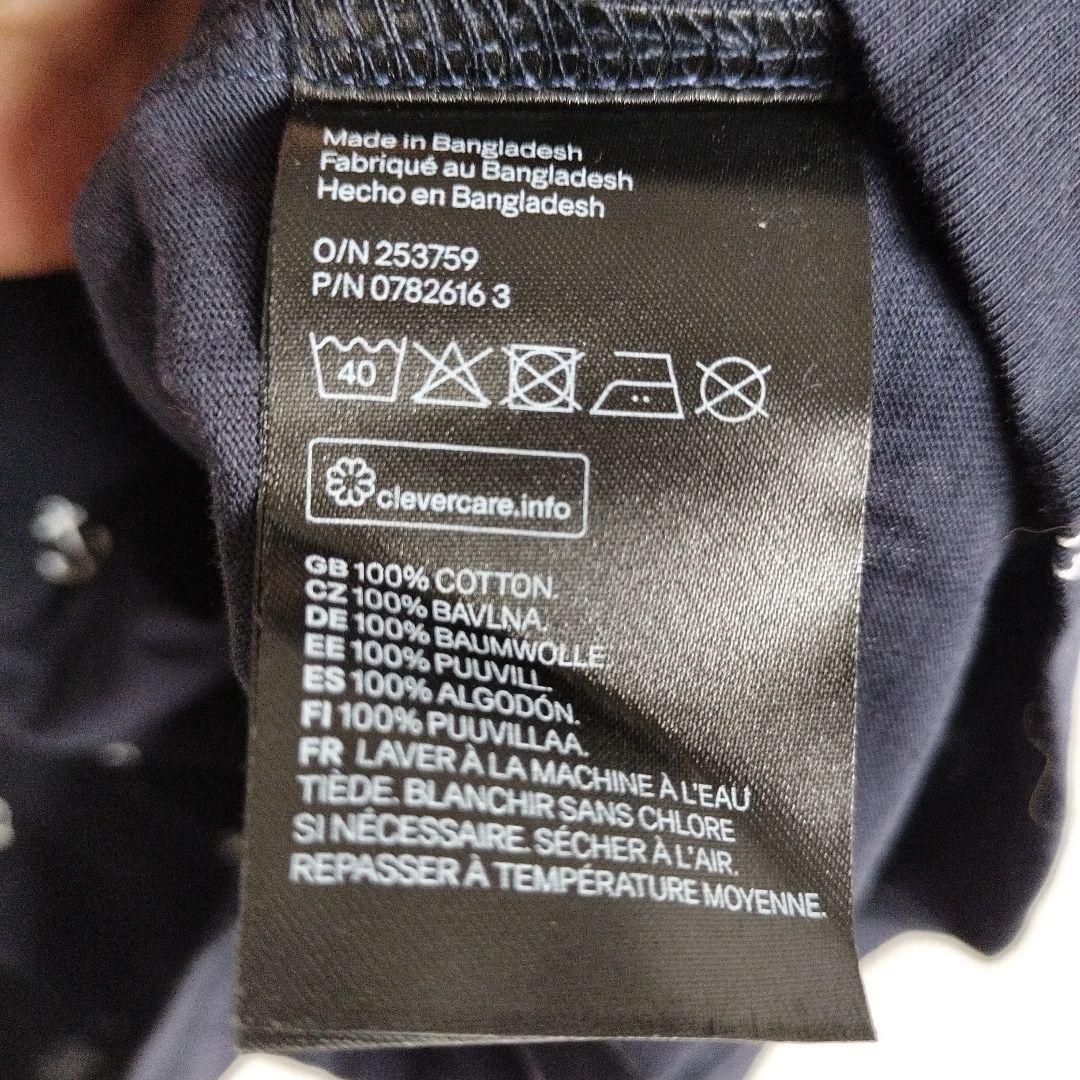 Made in Bangladesh
Fabriqué au Bangladesh
Hecho en Bangladesh
O/N 253759
P/N 0782616 3
40
clevercare.info
GB 100% COTTON.
CZ 100% BAVLNA.
DE 100% BAUMWOLLE
EE 100% PUUVILL.
ES 100% ALGODÓN.
FI 100% PUUVILLAA.
FR LAVER À LA MACHINE À L'EAU
TIÈDE. BLANCHIR SANS CHLORE
SI NÉCESSAIRE. SÉCHER À L'AIR.
REPASSER À TEMPÉRATURE MOYENNE.